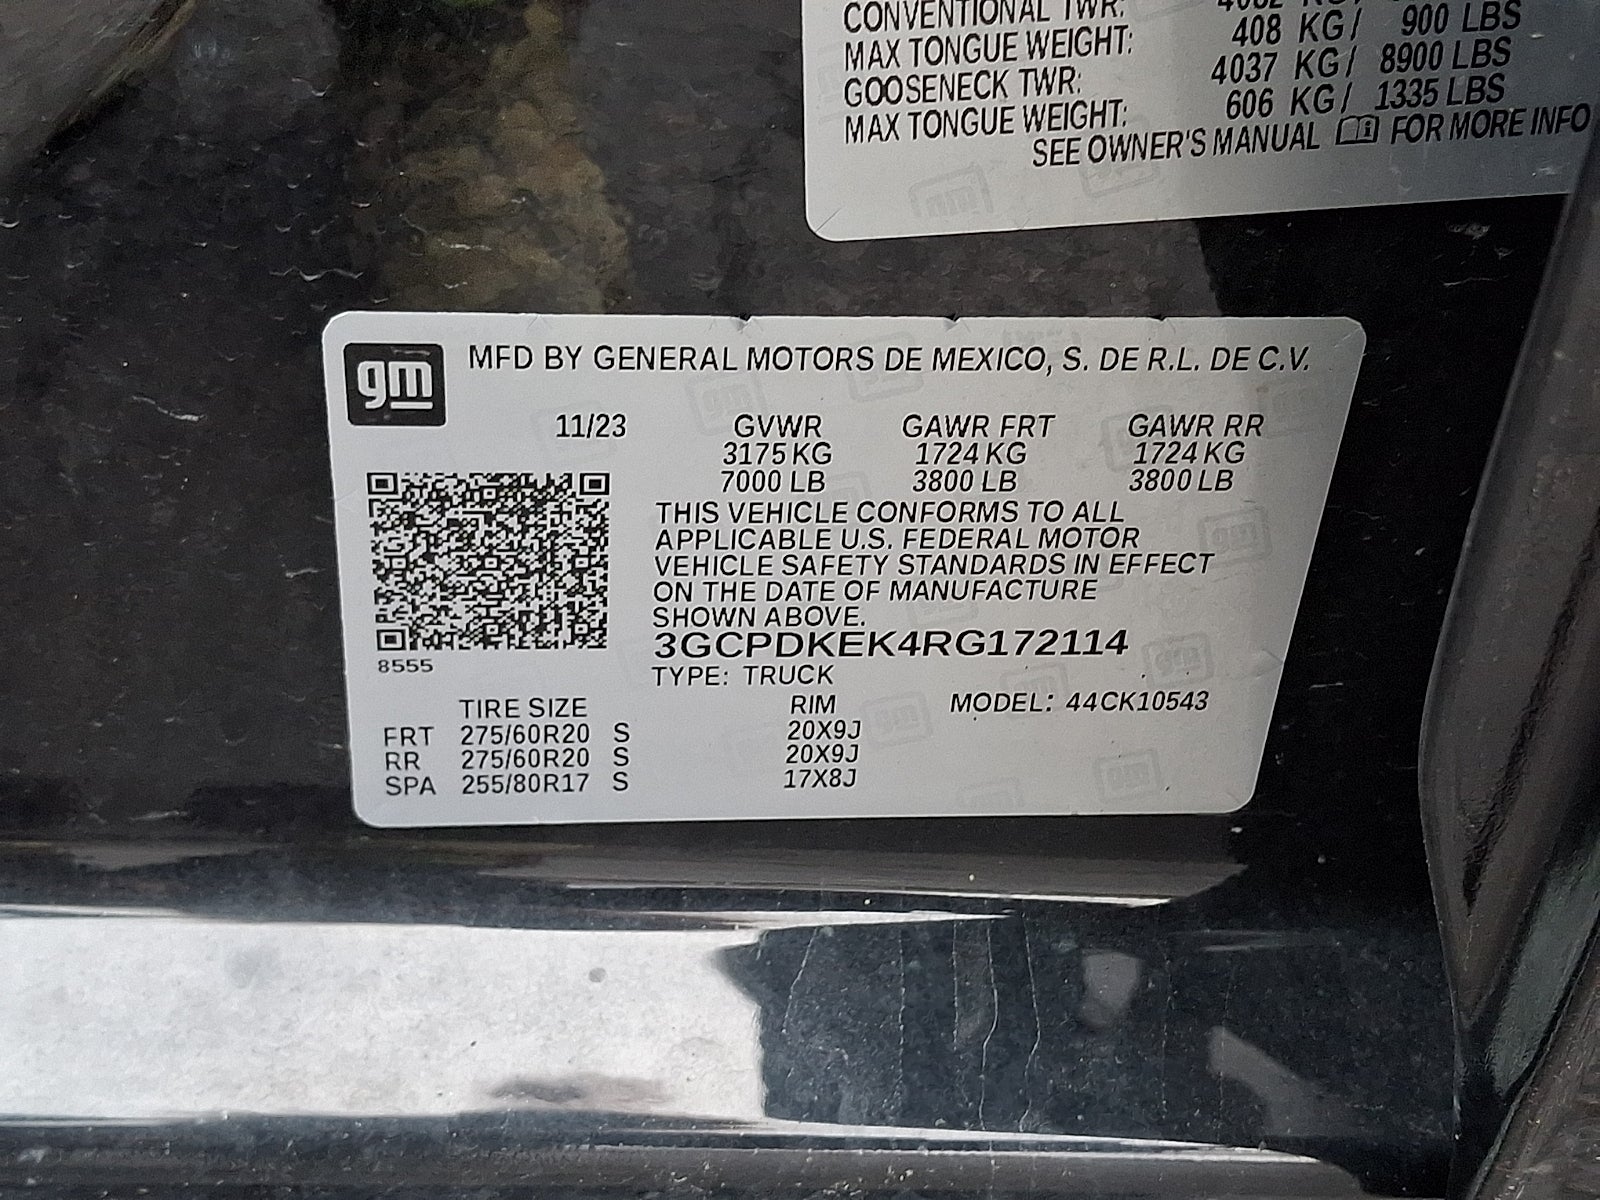 CONVENTIONAL TWR:
MAX TONGUE WEIGHT: 408 KG/ 900 LBS
GOOSENECK TWR: 4037 KG/ 8900 LBS
MAX TONGUE WEIGHT: 606 KG/ 1335 LBS
SEE OWNER'S MANUAL FOR MORE INFO
gm
MFD BY GENERAL MOTORS DE MEXICO, S. DE R.L. DE C.V.
11/23 GVWR GAWR FRT GAWR RR
3175 KG 1724 KG 1724 KG
7000 LB 3800 LB 3800 LB
THIS VEHICLE CONFORMS TO ALL
APPLICABLE U.S. FEDERAL MOTOR
VEHICLE SAFETY STANDARDS IN EFFECT
ON THE DATE OF MANUFACTURE
SHOWN ABOVE.
3GCPDKEK4RG172114
8555
TYPE: TRUCK
TIRE SIZE RIM MODEL: 44CK10543
FRT 275/60R20 S 20X9J
RR 275/60R20 S 20X9J
SPA 255/80R17 S 17X8J